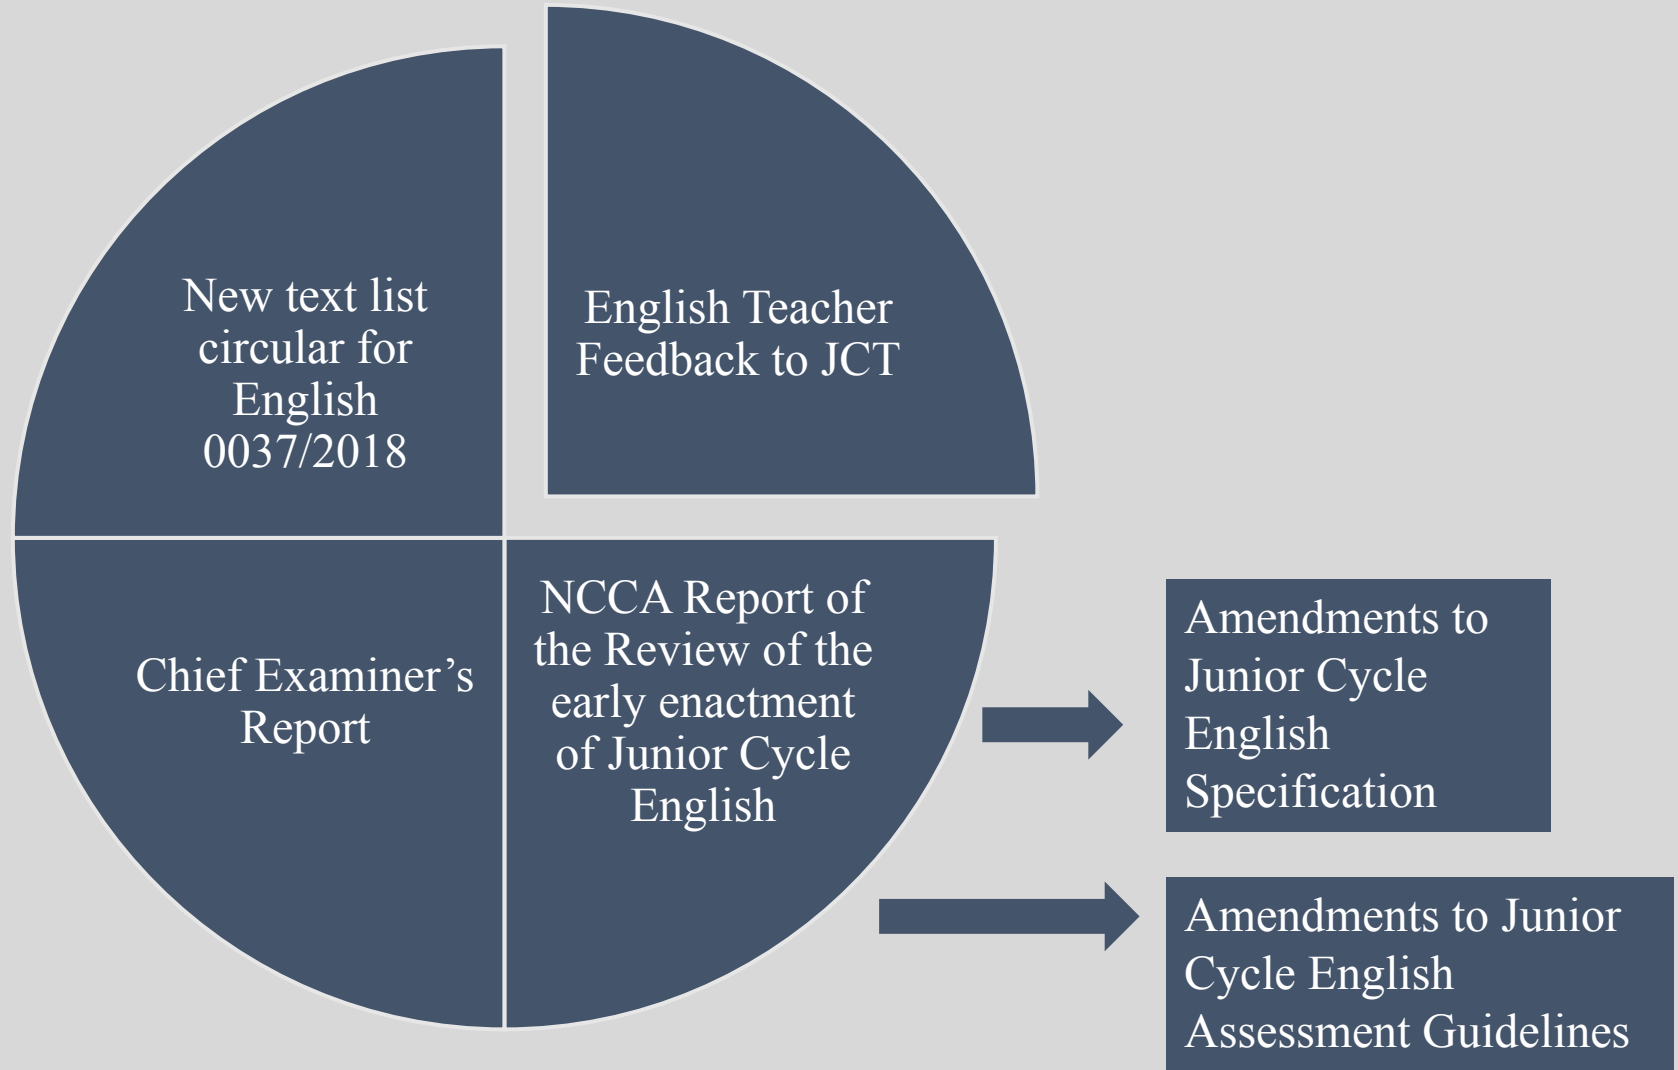 New text list
circular for
English
0037/2018
English Teacher
Feedback to JCT
Chief Examiner’s
Report
NCCA Report of
the Review of the
early enactment
of Junior Cycle
English
Amendments to
Junior Cycle
English
Specification
Amendments to Junior
Cycle English
Assessment Guidelines